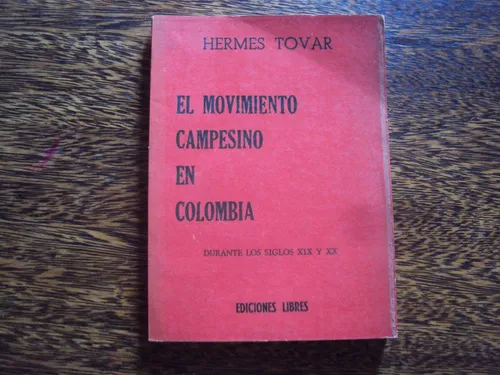 HERMES TOVAR
EL MOVIMIENTO
CAMPESINO
EN
COLOMBIA
DURANTE LOS SIGLOS XIX Y XX
EDICIONES LIBRES